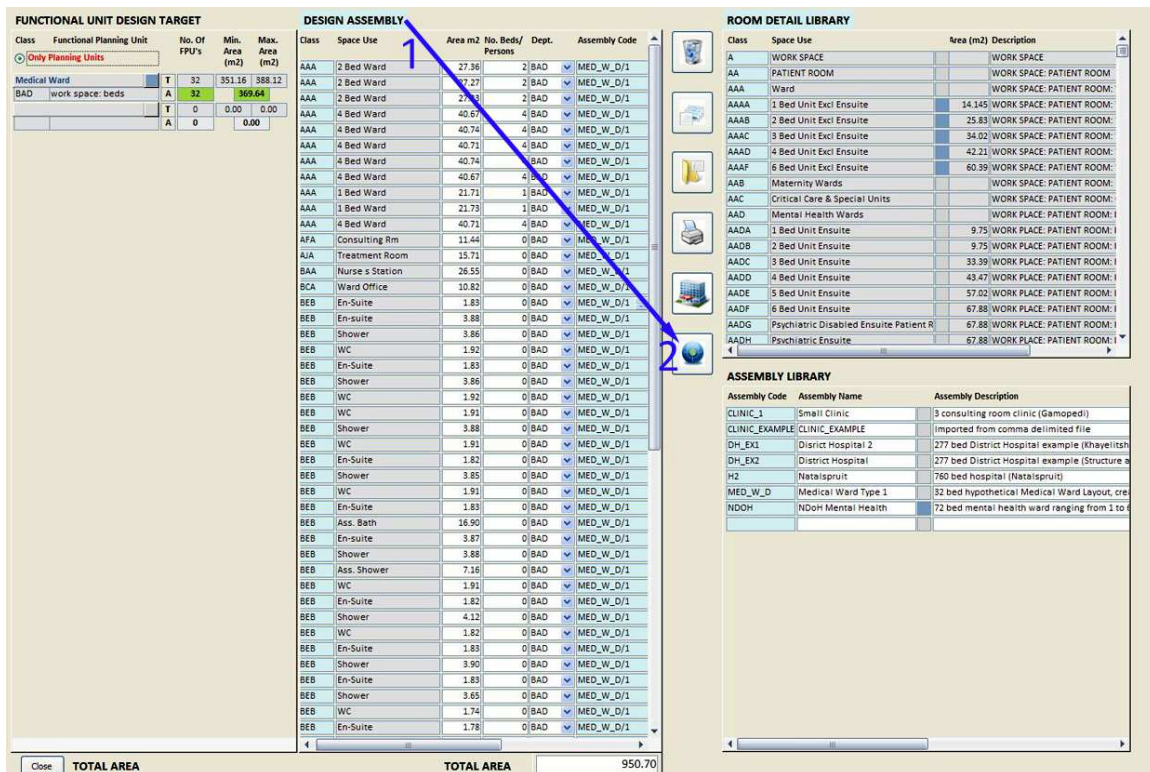 FUNCTIONAL UNIT DESIGN TARGET
Class Functional Planning Unit No. Of FPU's Min. Area (m2) Max. Area (m2)
Only Planning Units
Medical Ward T 32 351.16 388.12
BAD work space: beds A 32 369.64
T 0 0.00 0.00
A 0 0.00
DESIGN ASSEMBLY
1
2
Class Space Use Area m2 No. Beds/ Persons Dept. Assembly Code
AAA 2 Bed Ward 27.36 2 BAD MED_W_D/1
AAA 2 Bed Ward 27.27 2 BAD MED_W_D/1
AAA 2 Bed Ward 2 BAD MED_W_D/1
AAA 4 Bed Ward 40.67 4 BAD MED_W_D/1
AAA 4 Bed Ward 40.74 4 BAD MED_W_D/1
AAA 4 Bed Ward 40.71 4 BAD MED_W_D/1
AAA 4 Bed Ward 40.74 BAD MED_W_D/1
AAA 4 Bed Ward 40.67 4 BAD MED_W_D/1
AAA 1 Bed Ward 21.71 1 BAD MED_W_D/1
AAA 1 Bed Ward 21.73 1 BAD MED_W_D/1
AAA 4 Bed Ward 40.71 4 BAD MED_W_D/1
AFA Consulting Rm 11.44 0 BAD MED_W_D/1
AJA Treatment Room 15.71 0 BAD MED_W_D/1
BAA Nurse s Station 26.55 0 BAD MED_W_D/1
BCA Ward Office 10.82 0 BAD MED_W_D/1
BEB En-Suite 1.83 0 BAD MED_W_D/1
BEB En-suite 3.88 0 BAD MED_W_D/1
BEB Shower 3.86 0 BAD MED_W_D/1
BEB WC 1.92 0 BAD MED_W_D/1
BEB En-Suite 1.83 0 BAD MED_W_D/1
BEB Shower 3.86 0 BAD MED_W_D/1
BEB WC 1.92 0 BAD MED_W_D/1
BEB WC 1.91 0 BAD MED_W_D/1
BEB Shower 3.88 0 BAD MED_W_D/1
BEB WC 1.91 0 BAD MED_W_D/1
BEB En-Suite 1.82 0 BAD MED_W_D/1
BEB Shower 3.85 0 BAD MED_W_D/1
BEB WC 1.91 0 BAD MED_W_D/1
BEB En-Suite 1.83 0 BAD MED_W_D/1
BEB Ass. Bath 16.90 0 BAD MED_W_D/1
BEB En-suite 3.87 0 BAD MED_W_D/1
BEB Shower 3.88 0 BAD MED_W_D/1
BEB Ass. Shower 7.16 0 BAD MED_W_D/1
BEB WC 1.91 0 BAD MED_W_D/1
BEB En-Suite 1.82 0 BAD MED_W_D/1
BEB Shower 4.12 0 BAD MED_W_D/1
BEB WC 1.82 0 BAD MED_W_D/1
BEB En-Suite 1.83 0 BAD MED_W_D/1
BEB Shower 3.90 0 BAD MED_W_D/1
BEB En-Suite 1.83 0 BAD MED_W_D/1
BEB Shower 3.65 0 BAD MED_W_D/1
BEB WC 1.74 0 BAD MED_W_D/1
BEB En-Suite 1.78 0 BAD MED_W_D/1
Close TOTAL AREA TOTAL AREA 950.70
ROOM DETAIL LIBRARY
Class Space Use Area (m2) Description
A WORK SPACE WORK SPACE
AA PATIENT ROOM WORK SPACE: PATIENT ROOM
AAA Ward WORK SPACE: PATIENT ROOM:
AAAA 1 Bed Unit Excl Ensuite 14.145 WORK SPACE: PATIENT ROOM:
AAAB 2 Bed Unit Excl Ensuite 25.83 WORK SPACE: PATIENT ROOM:
AAAC 3 Bed Unit Excl Ensuite 34.02 WORK SPACE: PATIENT ROOM:
AAAD 4 Bed Unit Excl Ensuite 42.21 WORK SPACE: PATIENT ROOM:
AAAF 6 Bed Unit Excl Ensuite 60.39 WORK SPACE: PATIENT ROOM:
AAB Maternity Wards WORK SPACE: PATIENT ROOM:
AAC Critical Care & Special Units WORK SPACE: PATIENT ROOM:
AAD Mental Health Wards WORK PLACE: PATIENT ROOM:
AADA 1 Bed Unit Ensuite 9.75 WORK PLACE: PATIENT ROOM:
AADB 2 Bed Unit Ensuite 9.75 WORK PLACE: PATIENT ROOM:
AADC 3 Bed Unit Ensuite 33.39 WORK PLACE: PATIENT ROOM:
AADD 4 Bed Unit Ensuite 43.47 WORK PLACE: PATIENT ROOM:
AADE 5 Bed Unit Ensuite 57.02 WORK PLACE: PATIENT ROOM:
AADF 6 Bed Unit Ensuite 67.88 WORK PLACE: PATIENT ROOM:
AADG Psychiatric Disabled Ensuite Patient R 67.88 WORK PLACE: PATIENT ROOM:
AADH Psychiatric Ensuite 67.88 WORK PLACE: PATIENT ROOM:
ASSEMBLY LIBRARY
Assembly Code Assembly Name Assembly Description
CLINIC_1 Small Clinic 3 consulting room clinic (Gamopedi)
CLINIC_EXAMPLE CLINIC_EXAMPLE Imported from comma delimited file
DH_EX1 Disrict Hospital 2 277 bed District Hospital example (Khayelitsh
DH_EX2 District Hospital 277 bed District Hospital example (Structure a
H2 Natalspruit 760 bed hospital (Natalspruit)
MED_W_D Medical Ward Type 1 32 bed hypothetical Medical Ward Layout, crea
NDOH NDoH Mental Health 72 bed mental health ward ranging from 1 to 6